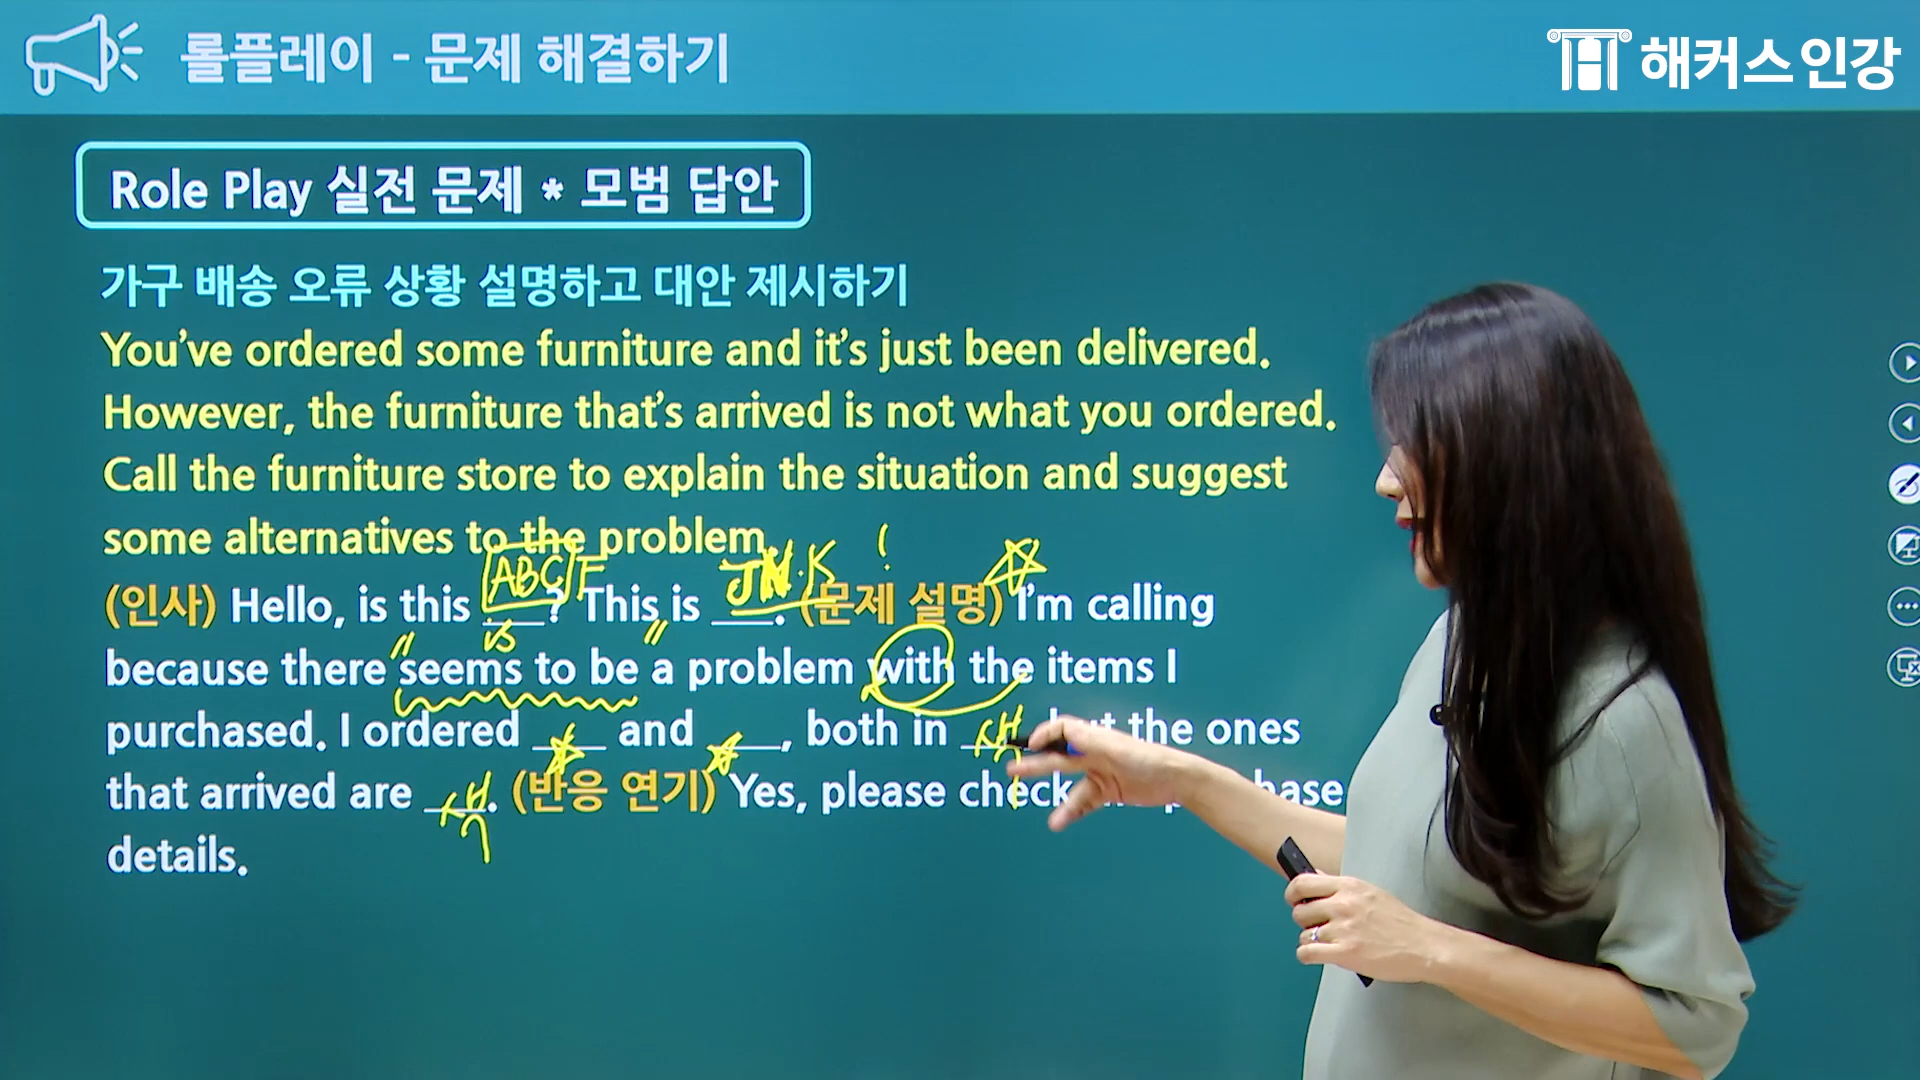 롤플레이 - 문제 해결하기
해커스인강
Role Play 실전 문제 * 모범 답안
가구 배송 오류 상황 설명하고 대안 제시하기
You've ordered some furniture and it's just been delivered.
However, the furniture that's arrived is not what you ordered.
Call the furniture store to explain the situation and suggest
some alternatives to the problem.
ABC F J.K !
(인사) Hello, is this ___? This is ___. (문제 설명) I'm calling
is " "
because there seems to be a problem with the items I
purchased. I ordered ___ and ___, both in ___ but the ones
색
that arrived are ___. (반응 연기) Yes, please check
색
details.